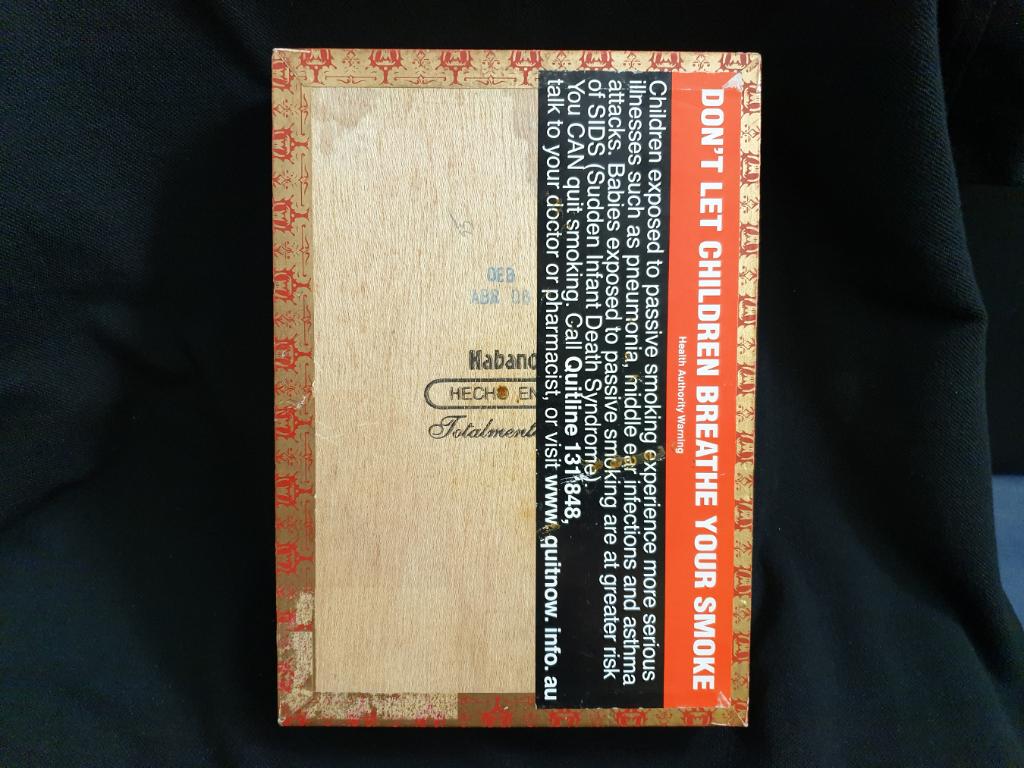 DON'T LET CHILDREN BREATHE YOUR SMOKE
Health Authority Warning
Children exposed to passive smoking experience more serious
illnesses such as pneumonia, middle ear infections and asthma
attacks. Babies exposed to passive smoking are at greater risk
of SIDS (Sudden Infant Death Syndrome).
You CAN quit smoking. Call Quitline 131 848,
talk to your doctor or pharmacist, or visit www.quitnow. info. au
OEB
ABR 08
Habano
HECHO EN
Totalment